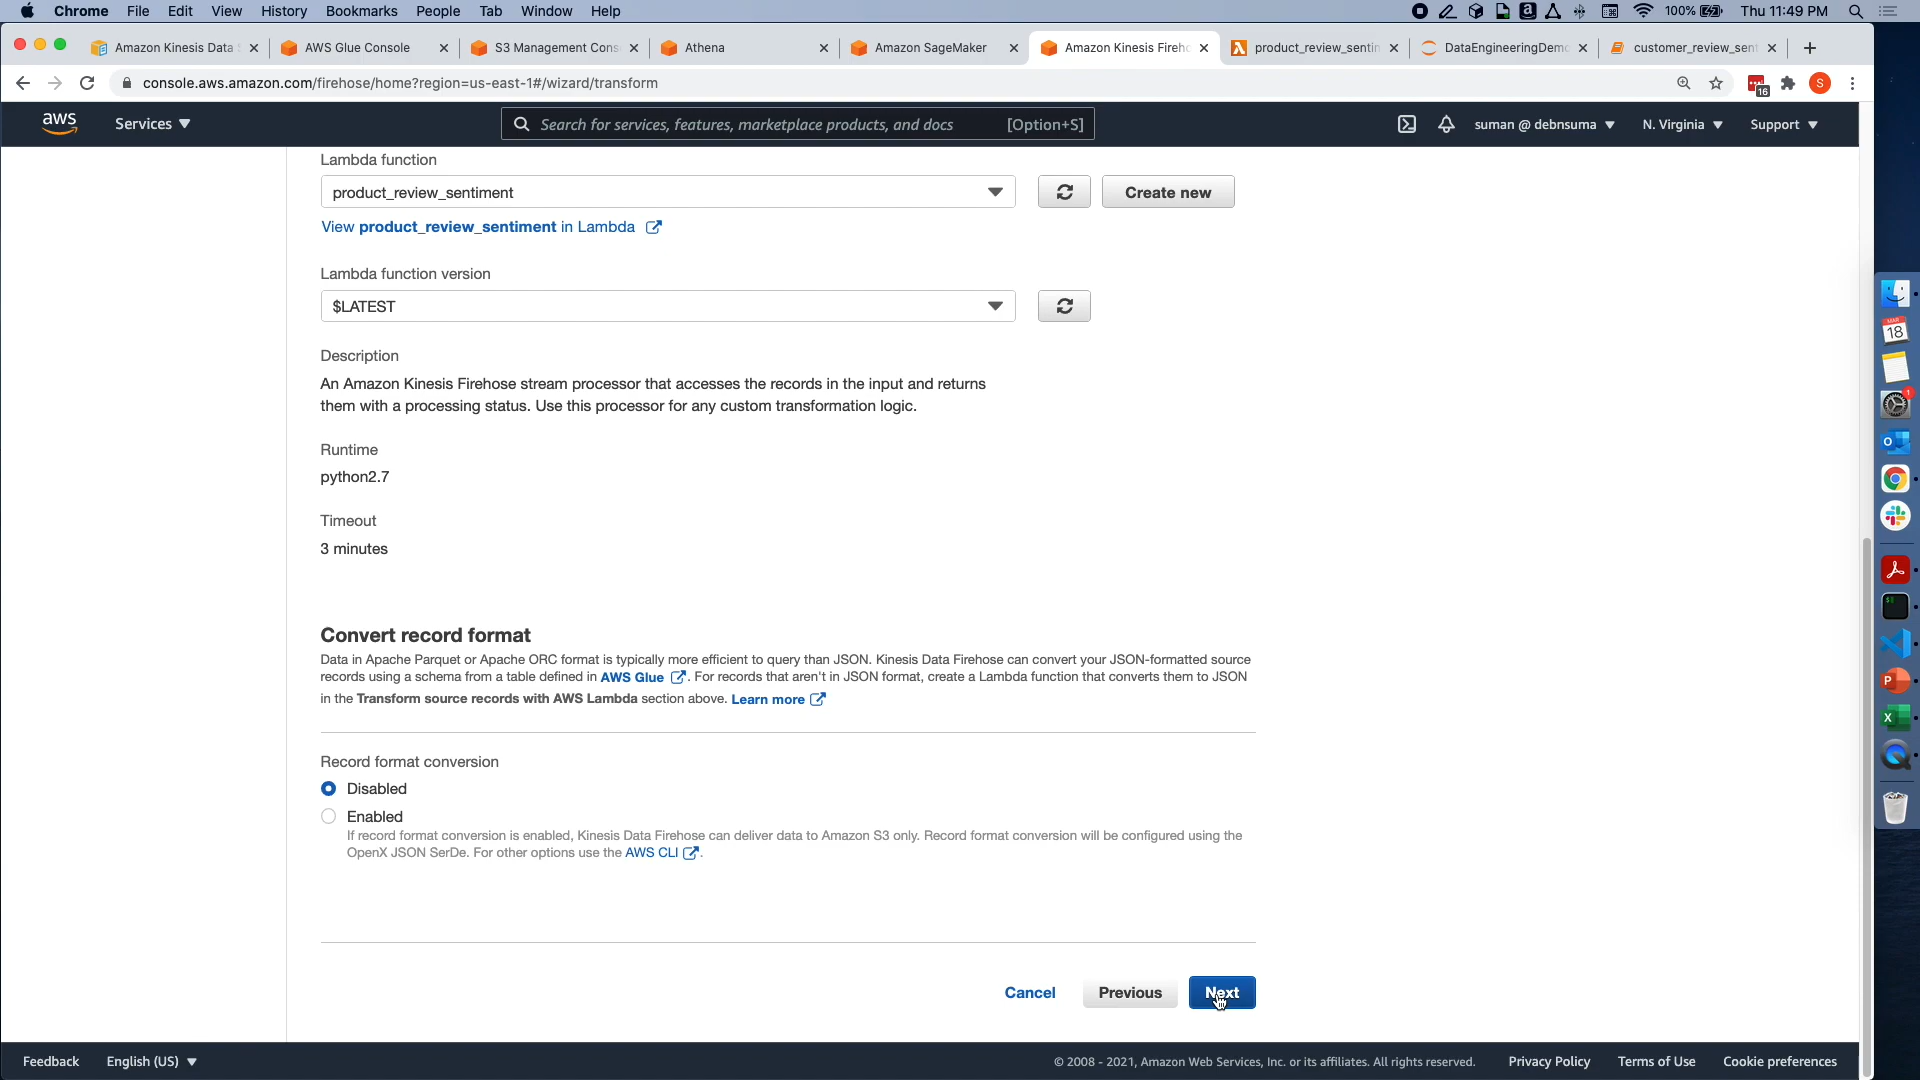 Chrome File Edit View History Bookmarks People Tab Window Help
100% Thu 11:49 PM
Amazon Kinesis Data
AWS Glue Console
S3 Management Cons
Athena
Amazon SageMaker
Amazon Kinesis Fireh
product_review_sentin
DataEngineeringDemo
customer_review_sent
console.aws.amazon.com/firehose/home?region=us-east-1#/wizard/transform
16
S
aws
Services
Search for services, features, marketplace products, and docs [Option+S]
suman @ debnsuma
N. Virginia
Support
Lambda function
product_review_sentiment
Create new
View product_review_sentiment in Lambda
Lambda function version
$LATEST
Description
An Amazon Kinesis Firehose stream processor that accesses the records in the input and returns
them with a processing status. Use this processor for any custom transformation logic.
Runtime
python2.7
Timeout
3 minutes
Convert record format
Data in Apache Parquet or Apache ORC format is typically more efficient to query than JSON. Kinesis Data Firehose can convert your JSON-formatted source
records using a schema from a table defined in AWS Glue . For records that aren't in JSON format, create a Lambda function that converts them to JSON
in the Transform source records with AWS Lambda section above. Learn more
Record format conversion
Disabled
Enabled
If record format conversion is enabled, Kinesis Data Firehose can deliver data to Amazon S3 only. Record format conversion will be configured using the
OpenX JSON SerDe. For other options use the AWS CLI .
Cancel
Previous
Next
Feedback
English (US)
© 2008 - 2021, Amazon Web Services, Inc. or its affiliates. All rights reserved.
Privacy Policy
Terms of Use
Cookie preferences
MAR
18
1